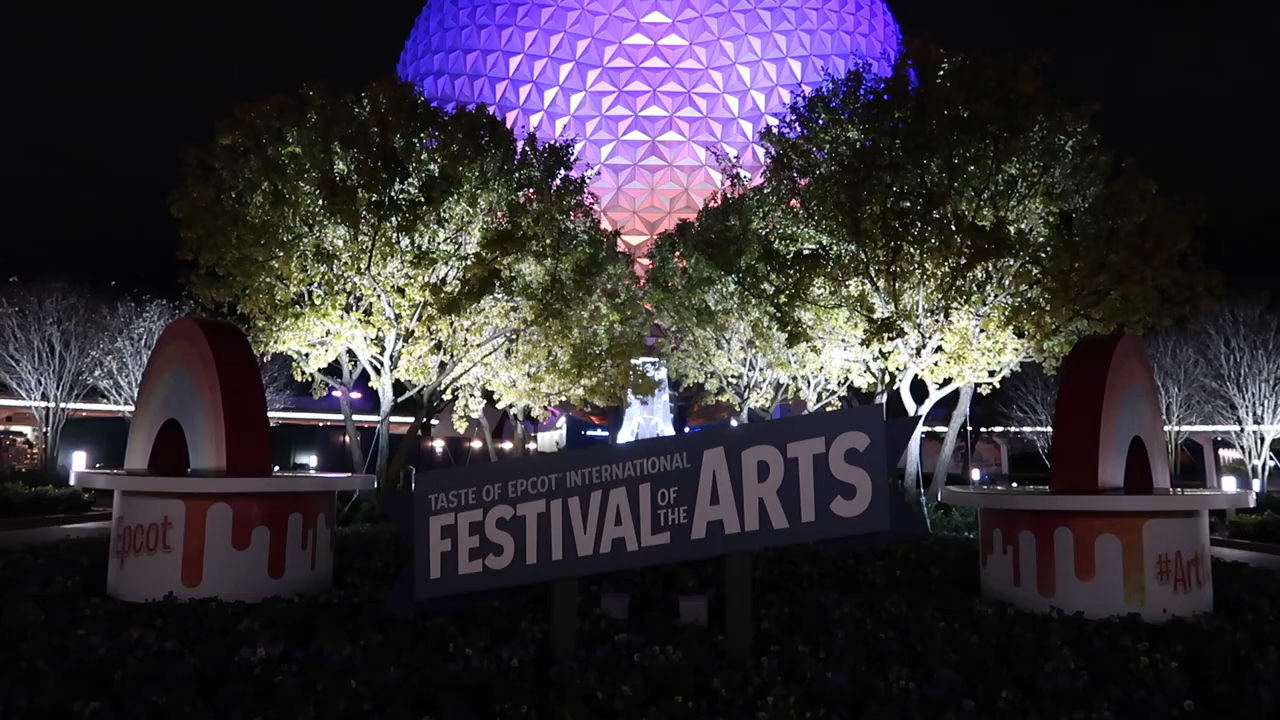 TASTE OF EPCOT INTERNATIONAL
FESTIVAL OF THE ARTS
Epcot
#Art